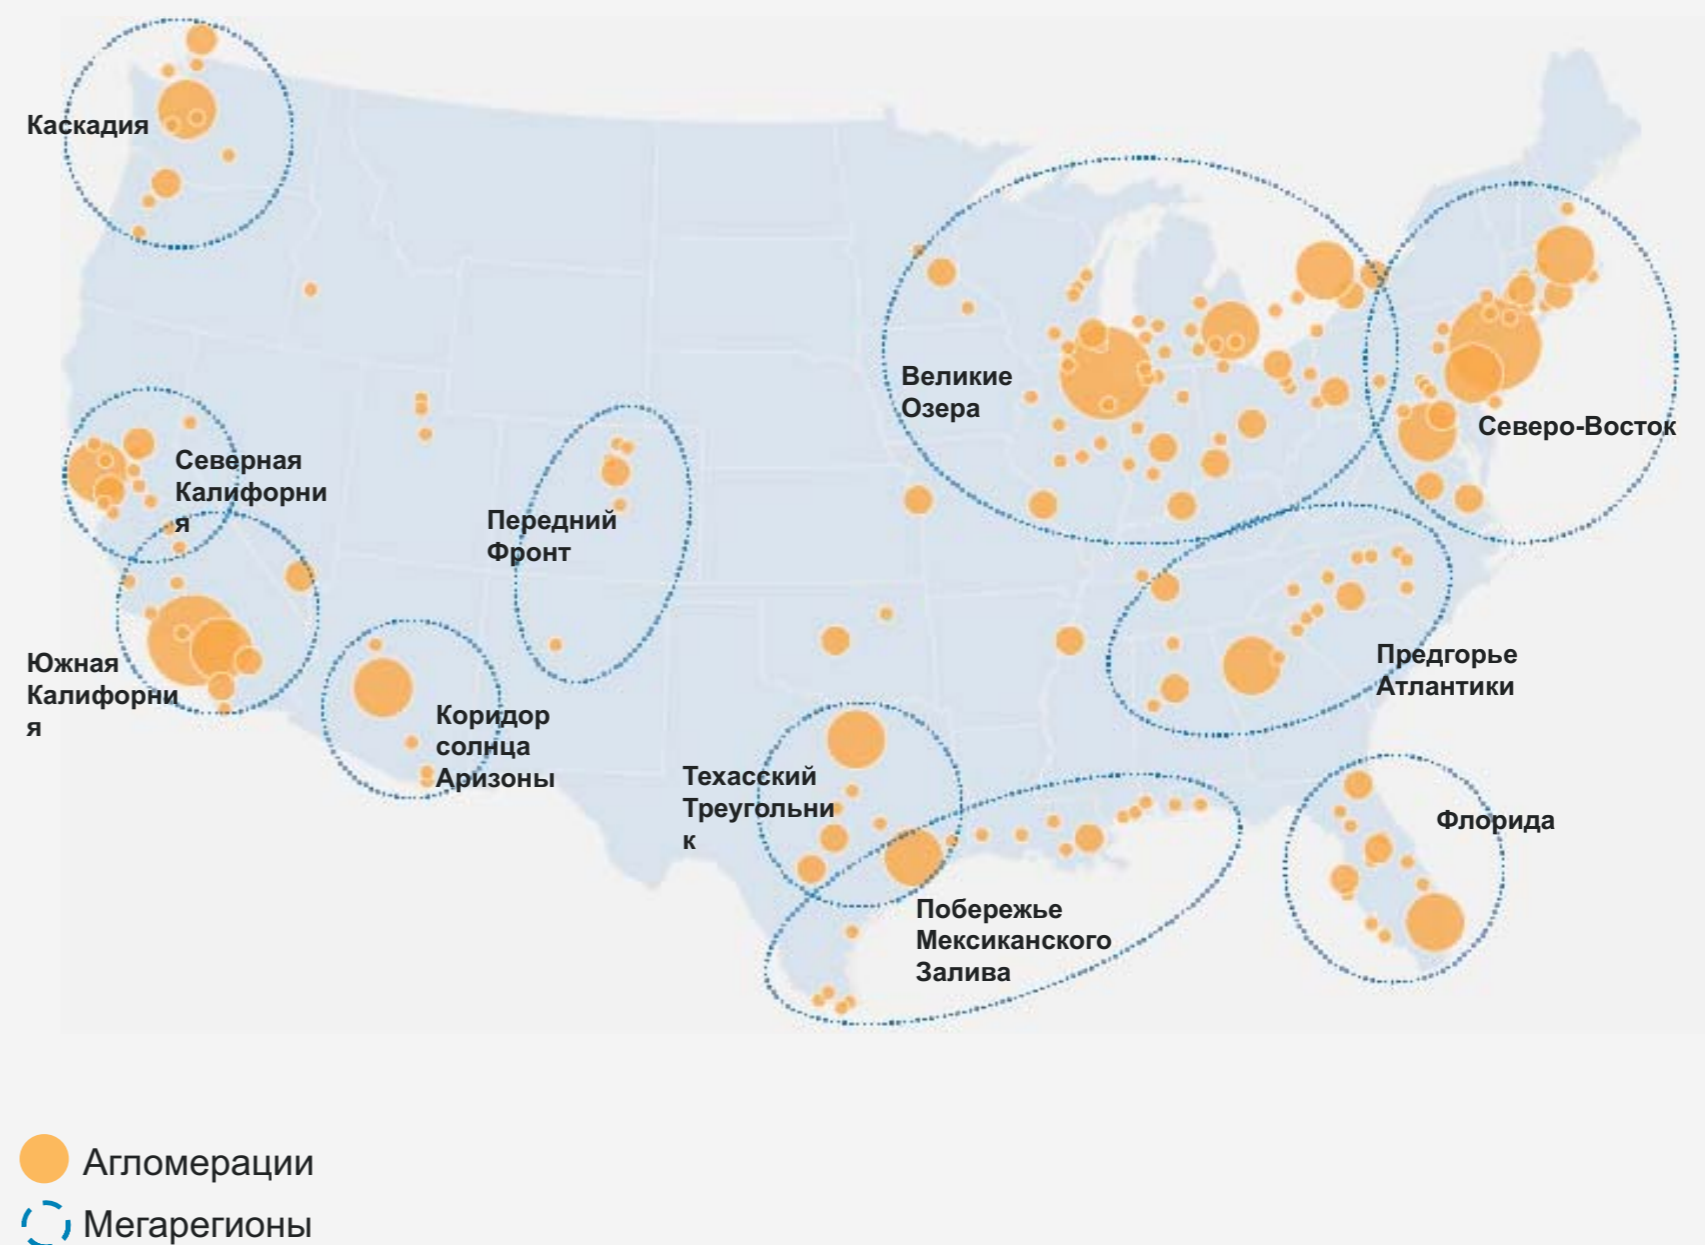 Каскадия
Великие
Озера
Северо-Восток
Северная
Калифорни
я
Передний
Фронт
Южная
Калифорни
я
Коридор
солнца
Аризоны
Предгорье
Атлантики
Техасский
Треугольни
к
Флорида
Побережье
Мексиканского
Залива
Агломерации
Мегарегионы